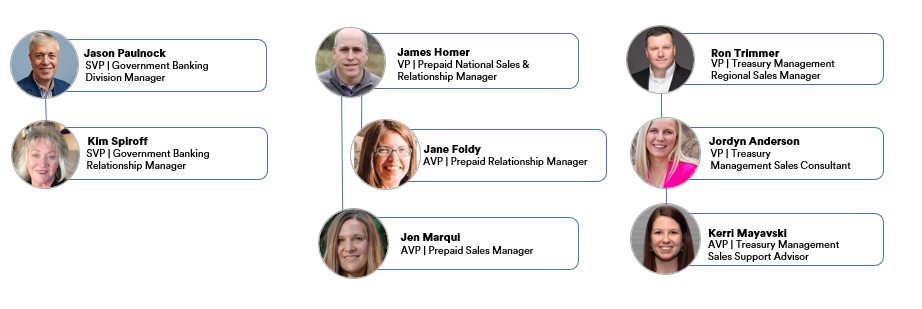 Jason Paulnock
SVP | Government Banking
Division Manager
Kim Spiroff
SVP | Government Banking
Relationship Manager
James Homer
VP | Prepaid National Sales &
Relationship Manager
Jane Foldy
AVP | Prepaid Relationship Manager
Jen Marqui
AVP | Prepaid Sales Manager
Ron Trimmer
VP | Treasury Management
Regional Sales Manager
Jordyn Anderson
VP | Treasury
Management Sales Consultant
Kerri Mayavski
AVP | Treasury Management
Sales Support Advisor